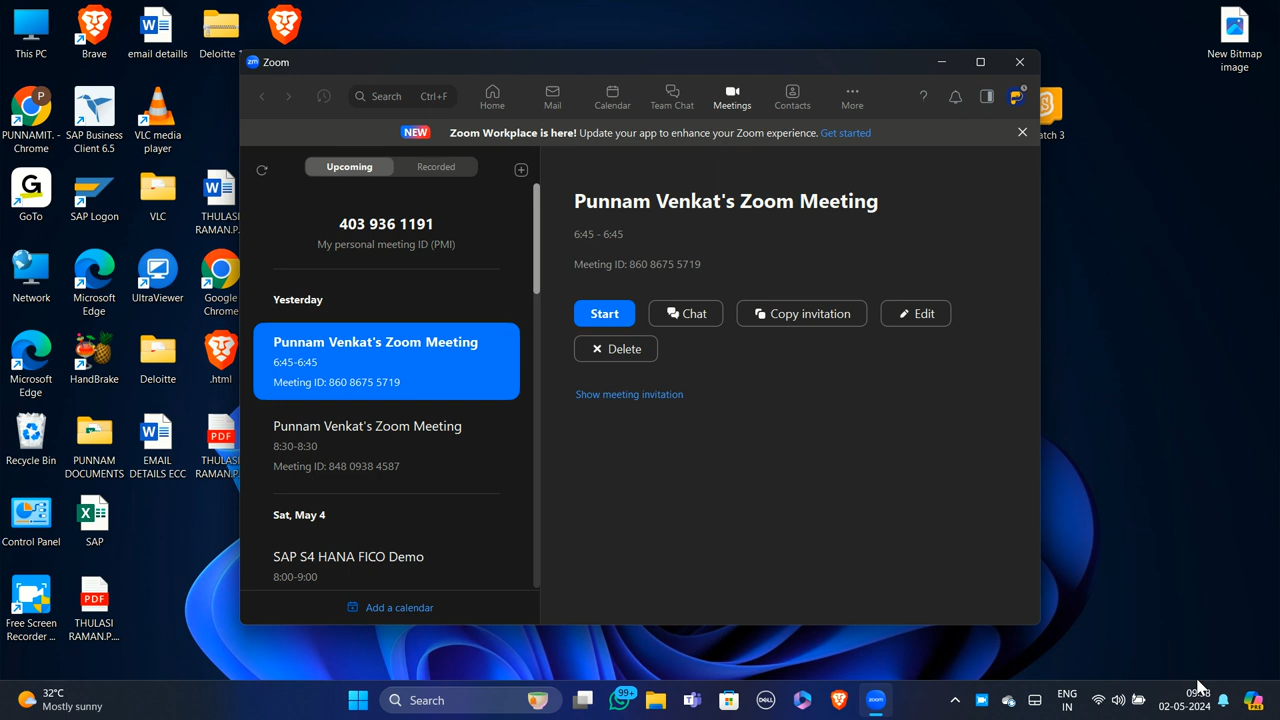 This PC
Brave
email detaills
Deloitte
New Bitmap
image
PUNNAMIT. -
Chrome
SAP Business
Client 6.5
VLC media
player
GoTo
SAP Logon
VLC
THULASI
RAMAN.P.
Network
Microsoft
Edge
UltraViewer
Google
Chrome
Microsoft
Edge
HandBrake
Deloitte
.html
Recycle Bin
PUNNAM
DOCUMENTS
EMAIL
DETAILS ECC
THULAS
RAMAN.P.
Control Panel
SAP
Free Screen
Recorder ...
THULASI
RAMAN.P....
zm Zoom
Search Ctrl+F
Home
Mail
Calendar
Team Chat
Meetings
Contacts
More
NEW Zoom Workplace is here! Update your app to enhance your Zoom experience. Get started
Upcoming
Recorded
403 936 1191
My personal meeting ID (PMI)
Yesterday
Punnam Venkat's Zoom Meeting
6:45-6:45
Meeting ID: 860 8675 5719
Punnam Venkat's Zoom Meeting
8:30-8:30
Meeting ID: 848 0938 4587
Sat, May 4
SAP S4 HANA FICO Demo
8:00-9:00
Add a calendar
Punnam Venkat's Zoom Meeting
6:45 - 6:45
Meeting ID: 860 8675 5719
Start
Chat
Copy invitation
Edit
Delete
Show meeting invitation
32°C
Mostly sunny
Search
99+
DELL
zoom
ENG
IN
02-05-2024